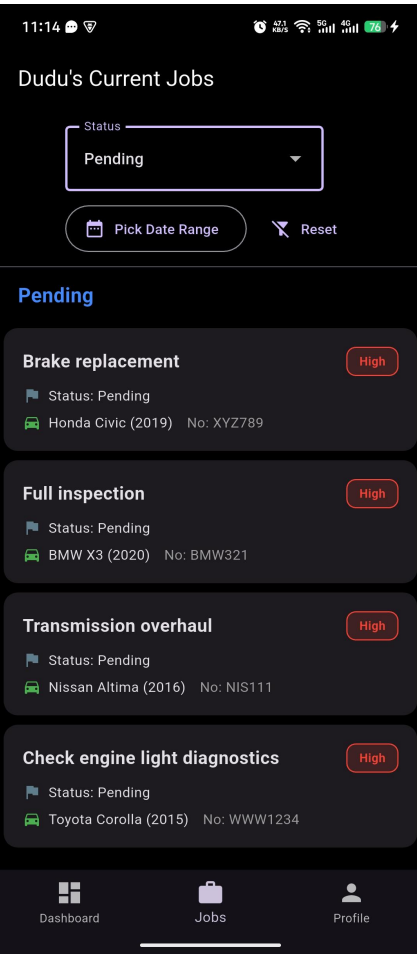 11:14
47.1 KB/s 5G 4G 76
Dudu's Current Jobs
Status
Pending
Pick Date Range
Reset
Pending
Brake replacement
High
Status: Pending
Honda Civic (2019) No: XYZ789
Full inspection
High
Status: Pending
BMW X3 (2020) No: BMW321
Transmission overhaul
High
Status: Pending
Nissan Altima (2016) No: NIS111
Check engine light diagnostics
High
Status: Pending
Toyota Corolla (2015) No: WWW1234
Dashboard
Jobs
Profile